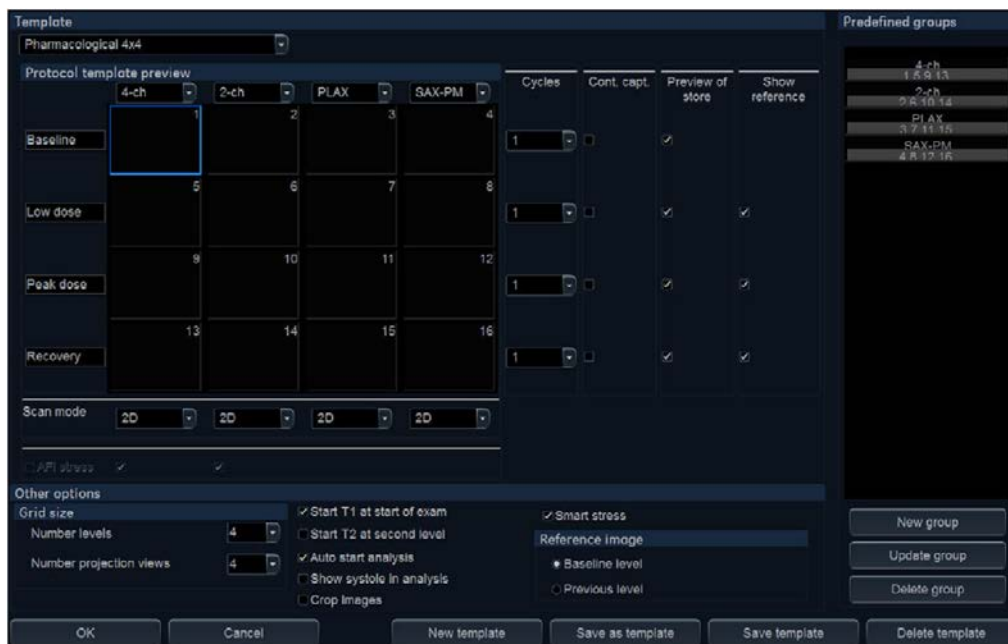 Template
Predefined groups
Pharmacological 4x4
Protocol template preview
4-ch 2-ch PLAX SAX-PM
Cycles Cont. capt. Preview of store Show reference
4-ch
1.5.9.13
2-ch
2.6.10.14
PLAX
3.7.11.15
SAX-PM
4.8.12.16
1 2 3 4
Baseline
1
5 6 7 8
Low dose
1
9 10 11 12
Peak dose
1
13 14 15 16
Recovery
1
Scan mode
2D 2D 2D 2D
AFI stress
Other options
Grid size
Number levels 4
Number projection views 4
Start T1 at start of exam
Start T2 at second level
Auto start analysis
Show systole in analysis
Crop Images
Smart stress
Reference image
Baseline level
Previous level
New group
Update group
Delete group
OK Cancel New template Save as template Save template Delete template